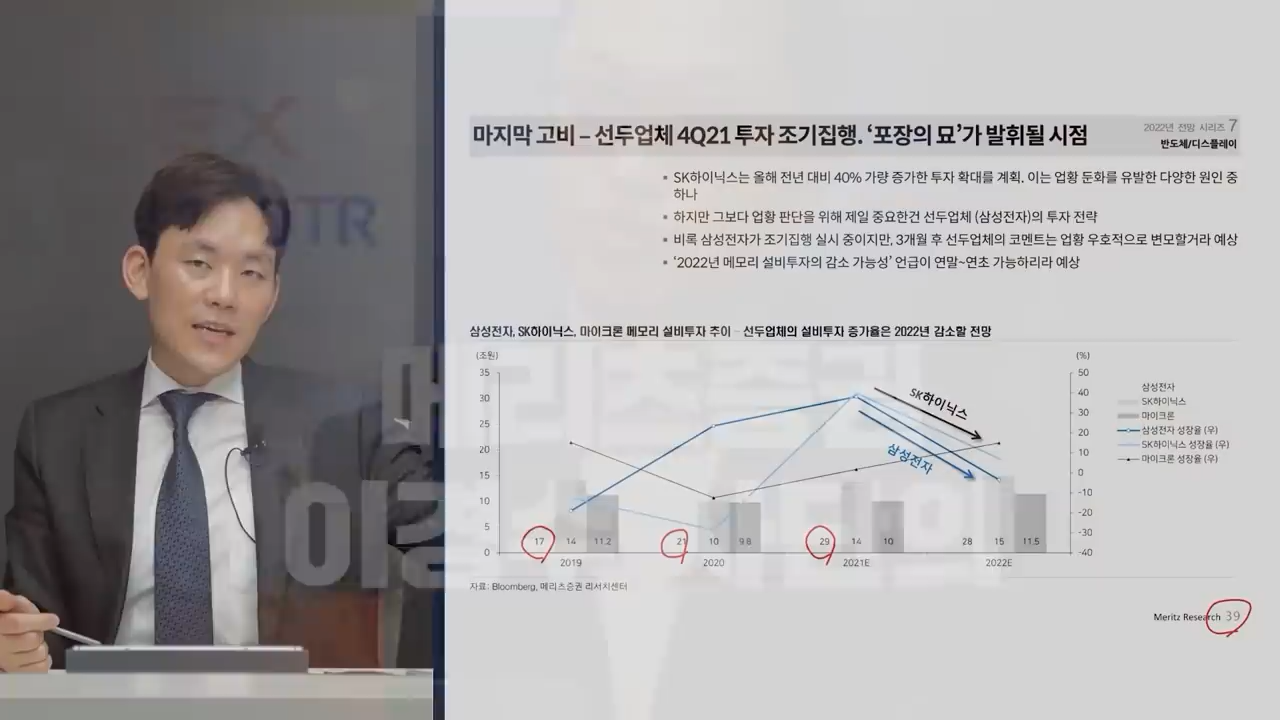 마지막 고비 – 선두업체 4Q21 투자 조기집행. ‘포장의 묘’가 발휘될 시점
2022년 전망 시리즈 7
반도체/디스플레이
▪ SK하이닉스는 올해 전년 대비 40% 가량 증가한 투자 확대를 계획. 이는 업황 둔화를 유발한 다양한 원인 중
하나
▪ 하지만 그보다 업황 판단을 위해 제일 중요한건 선두업체 (삼성전자)의 투자 전략
▪ 비록 삼성전자가 조기집행 실시 중이지만, 3개월 후 선두업체의 코멘트는 업황 우호적으로 변모할거라 예상
▪ ‘2022년 메모리 설비투자의 감소 가능성’ 언급이 연말~연초 가능하리라 예상
삼성전자, SK하이닉스, 마이크론 메모리 설비투자 추이 – 선두업체의 설비투자 증가율은 2022년 감소할 전망
(조원)
(%)
35
30
25
20
15
10
5
0
50
40
30
20
10
0
-10
-20
-30
-40
SK하이닉스
삼성전자
삼성전자
SK하이닉스
마이크론
삼성전자 성장율 (우)
SK하이닉스 성장율 (우)
마이크론 성장율 (우)
17 14 11.2 21 10 9.8 29 14 10 28 15 11.5
2019 2020 2021E 2022E
자료: Bloomberg, 메리츠증권 리서치센터
Meritz Research 39
메리츠증권